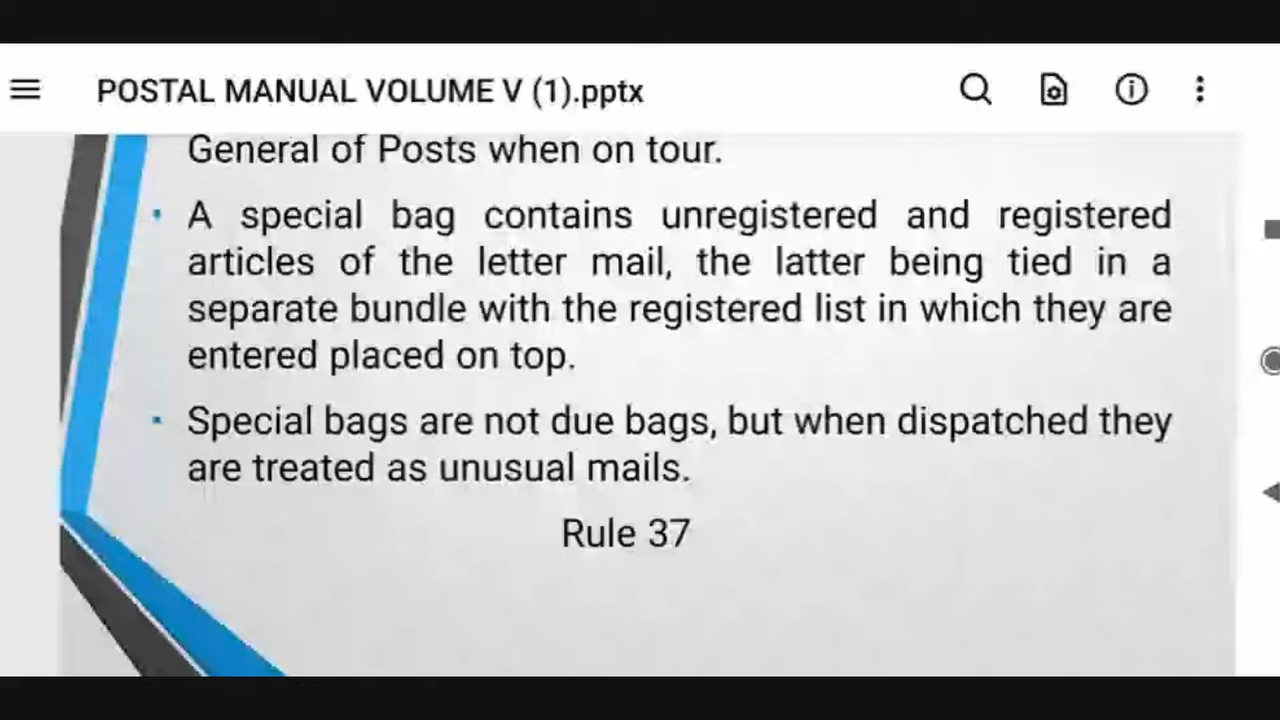 POSTAL MANUAL VOLUME V (1).pptx
General of Posts when on tour.
▪ A special bag contains unregistered and registered
articles of the letter mail, the latter being tied in a
separate bundle with the registered list in which they are
entered placed on top.
▪ Special bags are not due bags, but when dispatched they
are treated as unusual mails.
Rule 37